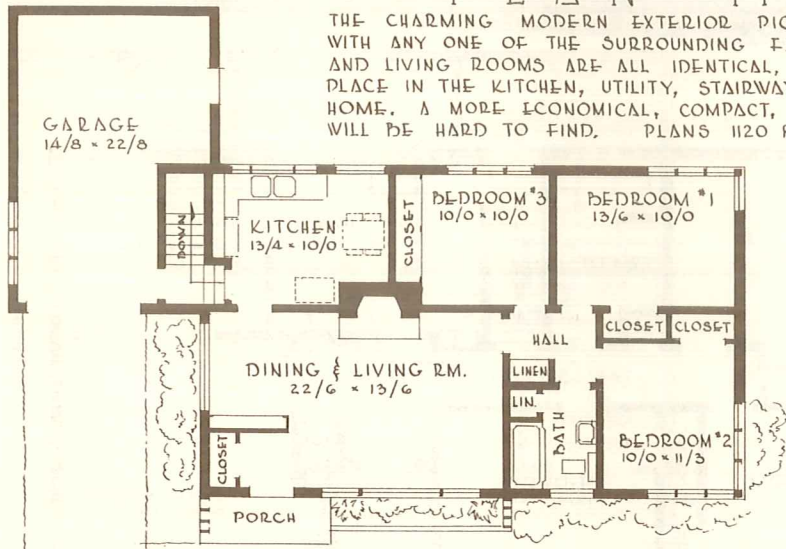 THE CHARMING MODERN EXTERIOR
WITH ANY ONE OF THE SURROUNDING
AND LIVING ROOMS ARE ALL IDENTICAL,
PLACE IN THE KITCHEN, UTILITY,
HOME. A MORE ECONOMICAL, COMPACT,
WILL BE HARD TO FIND. PLANS 1120
GARAGE
14/8 × 22/8
DOWN
KITCHEN
13/4 × 10/0
CLOSET
BEDROOM #3
10/0 × 10/0
BEDROOM #1
13/6 × 10/0
HALL
CLOSET
CLOSET
DINING & LIVING RM.
22/6 × 13/6
LINEN
LIN.
BATH
BEDROOM #2
10/0 × 11/3
CLOSET
PORCH